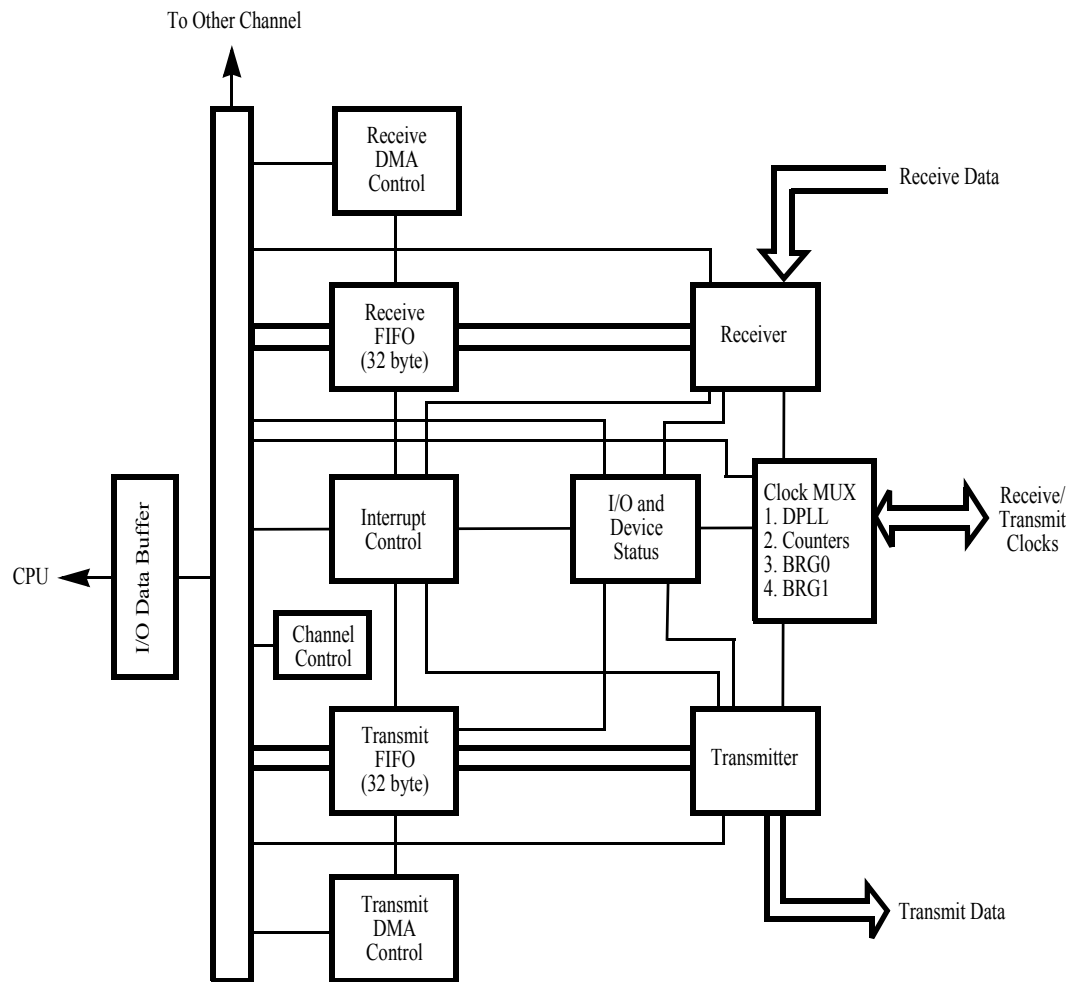 To Other Channel
Receive
DMA
Control
Receive Data
Receive
FIFO
(32 byte)
Receiver
I/O Data Buffer
CPU
Interrupt
Control
I/O and
Device
Status
Clock MUX
1. DPLL
2. Counters
3. BRG0
4. BRG1
Receive/
Transmit
Clocks
Channel
Control
Transmit
FIFO
(32 byte)
Transmitter
Transmit
DMA
Control
Transmit Data